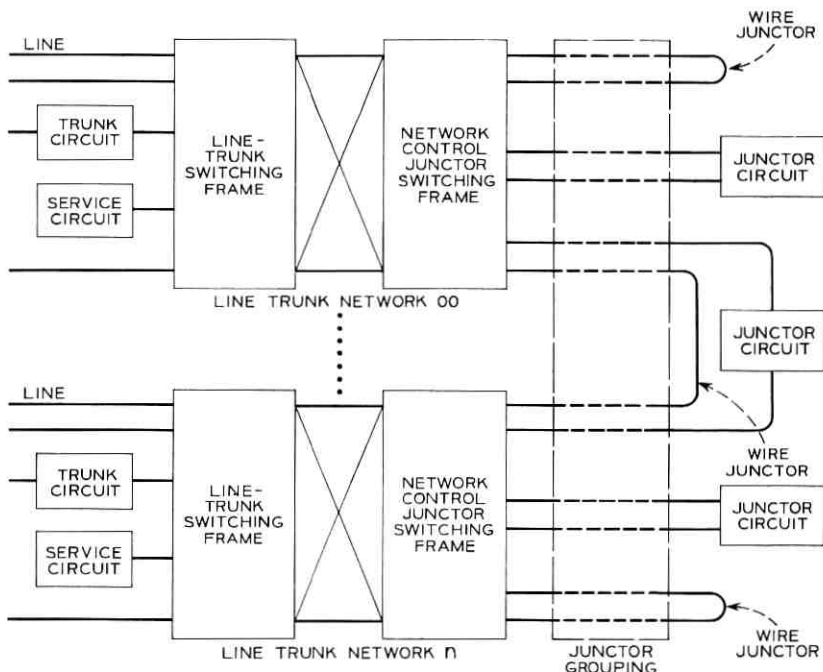 LINE
TRUNK
CIRCUIT
SERVICE
CIRCUIT
LINE-
TRUNK
SWITCHING
FRAME
NETWORK
CONTROL
JUNCTOR
SWITCHING
FRAME
WIRE
JUNCTOR
JUNCTOR
CIRCUIT
LINE TRUNK NETWORK 00
JUNCTOR
CIRCUIT
LINE
TRUNK
CIRCUIT
SERVICE
CIRCUIT
LINE-
TRUNK
SWITCHING
FRAME
NETWORK
CONTROL
JUNCTOR
SWITCHING
FRAME
WIRE
JUNCTOR
JUNCTOR
CIRCUIT
LINE TRUNK NETWORK n
JUNCTOR
GROUPING
WIRE
JUNCTOR